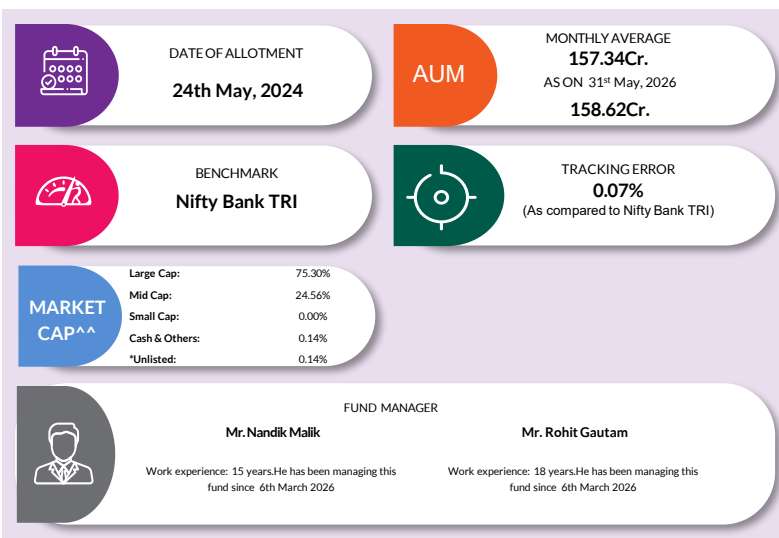 DATE OF ALLOTMENT
24th May, 2024
AUM
MONTHLY AVERAGE
157.34Cr.
AS ON 31st May, 2026
158.62Cr.
BENCHMARK
Nifty Bank TRI
TRACKING ERROR
0.07%
(As compared to Nifty Bank TRI)
MARKET
CAP^^
Large Cap: 75.30%
Mid Cap: 24.56%
Small Cap: 0.00%
Cash & Others: 0.14%
*Unlisted: 0.14%
FUND MANAGER
Mr. Nandik Malik
Work experience: 15 years.He has been managing this
fund since 6th March 2026
Mr. Rohit Gautam
Work experience: 18 years.He has been managing this
fund since 6th March 2026